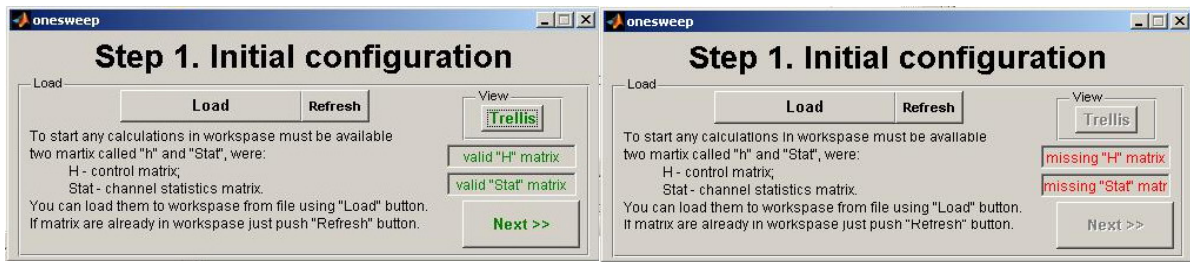 onesweep
Step 1. Initial configuration
Load
Load
Refresh
View
Trellis
To start any calculations in workspase must be available
two martix called "h" and "Stat", were:
H - control matrix;
Stat - channel statistics matrix.
You can load them to workspase from file using "Load" button.
If matrix are already in workspase just push "Refresh" button.
valid "H" matrix
valid "Stat" matrix
Next >>
onesweep
Step 1. Initial configuration
Load
Load
Refresh
View
Trellis
To start any calculations in workspase must be available
two martix called "h" and "Stat", were:
H - control matrix;
Stat - channel statistics matrix.
You can load them to workspase from file using "Load" button.
If matrix are already in workspase just push "Refresh" button.
missing "H" matrix
missing "Stat" matr
Next >>